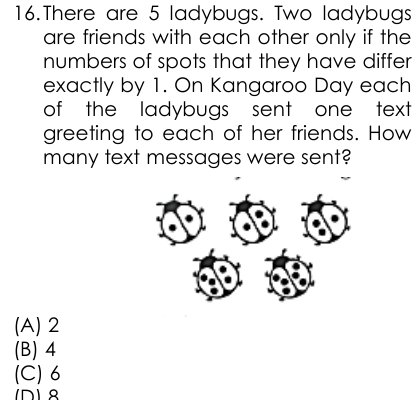 16. There are 5 ladybugs. Two ladybugs
are friends with each other only if the
numbers of spots that they have differ
exactly by 1. On Kangaroo Day each
of the ladybugs sent one text
greeting to each of her friends. How
many text messages were sent?
(A) 2
(B) 4
(C) 6
(D) 8